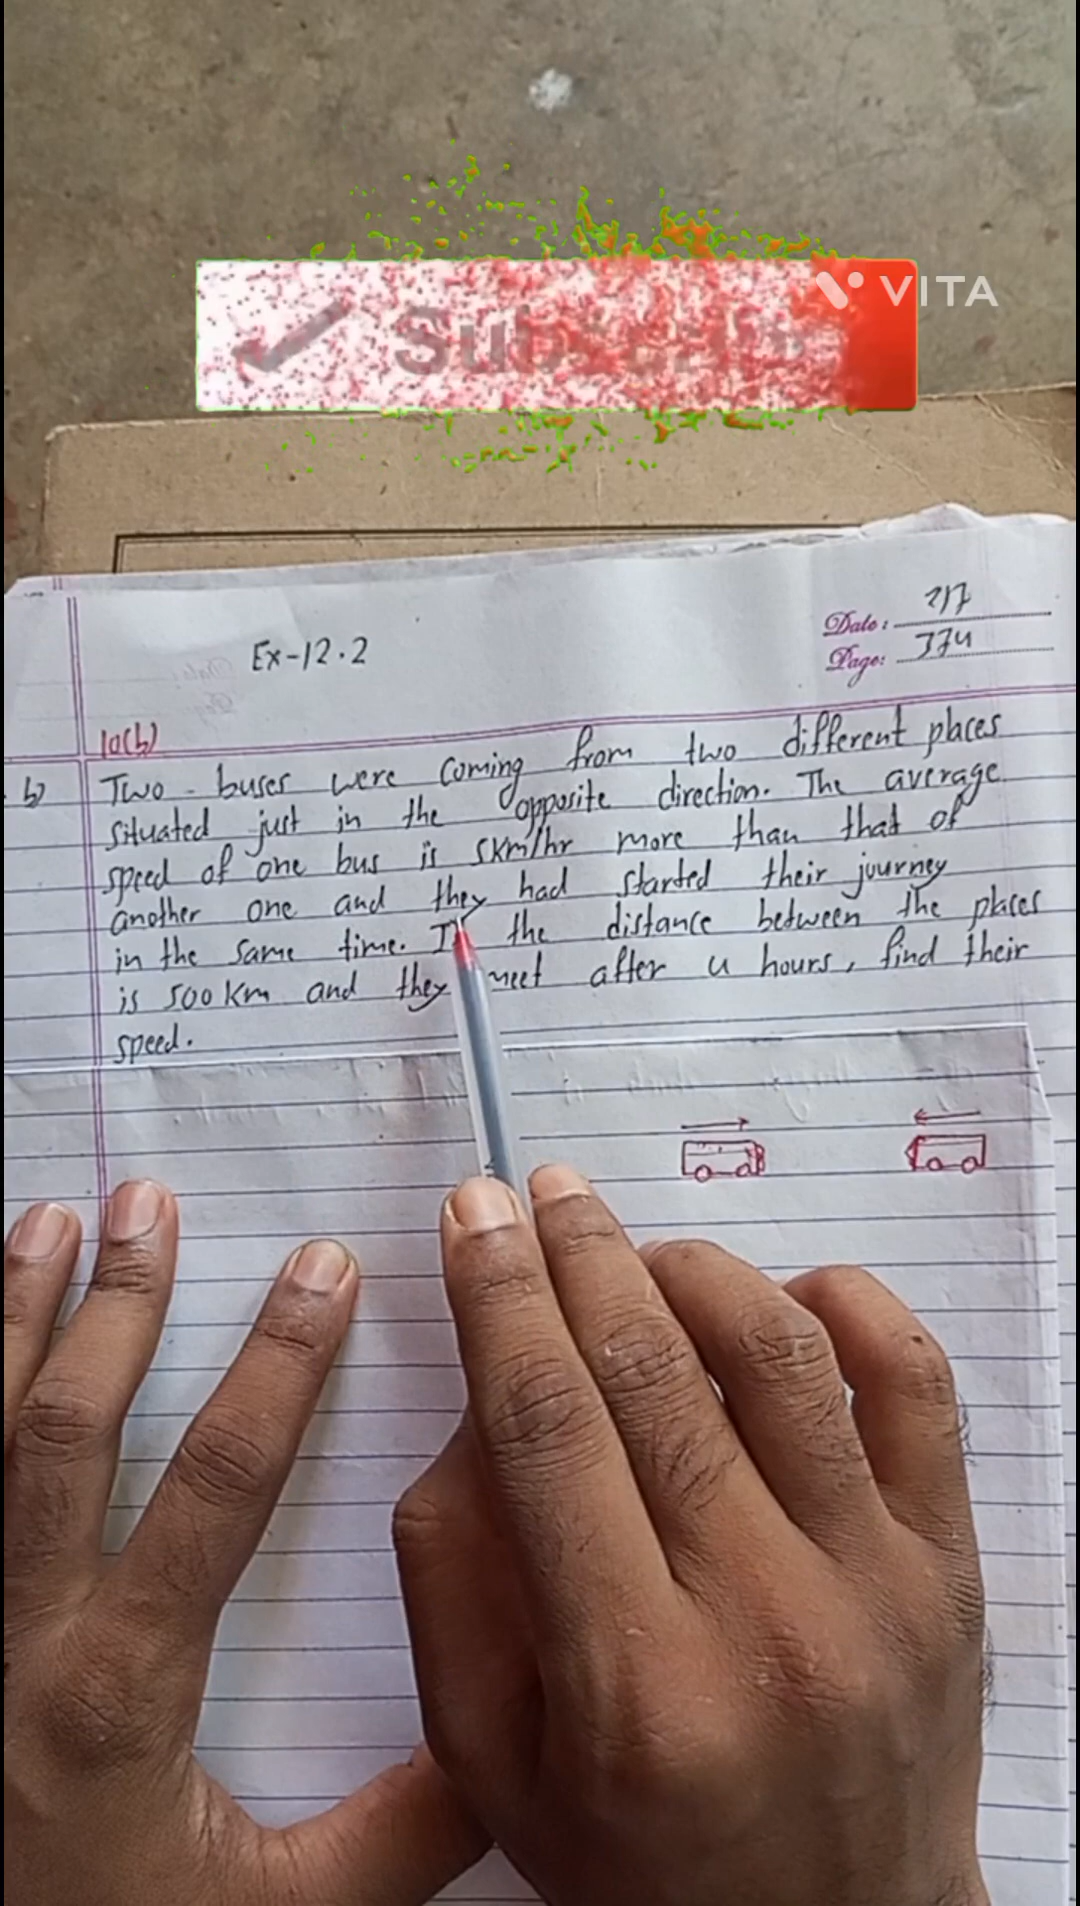 Subscribe
VITA
Ex-12.2
Date: 217
Page: 374
10(b)
b) Two buses were coming from two different places
situated just in the opposite direction. The average
speed of one bus is 5km/hr more than that of
another one and they had started their journey
in the same time. If the distance between the places
is 500 km and they meet after 4 hours, find their
speed.